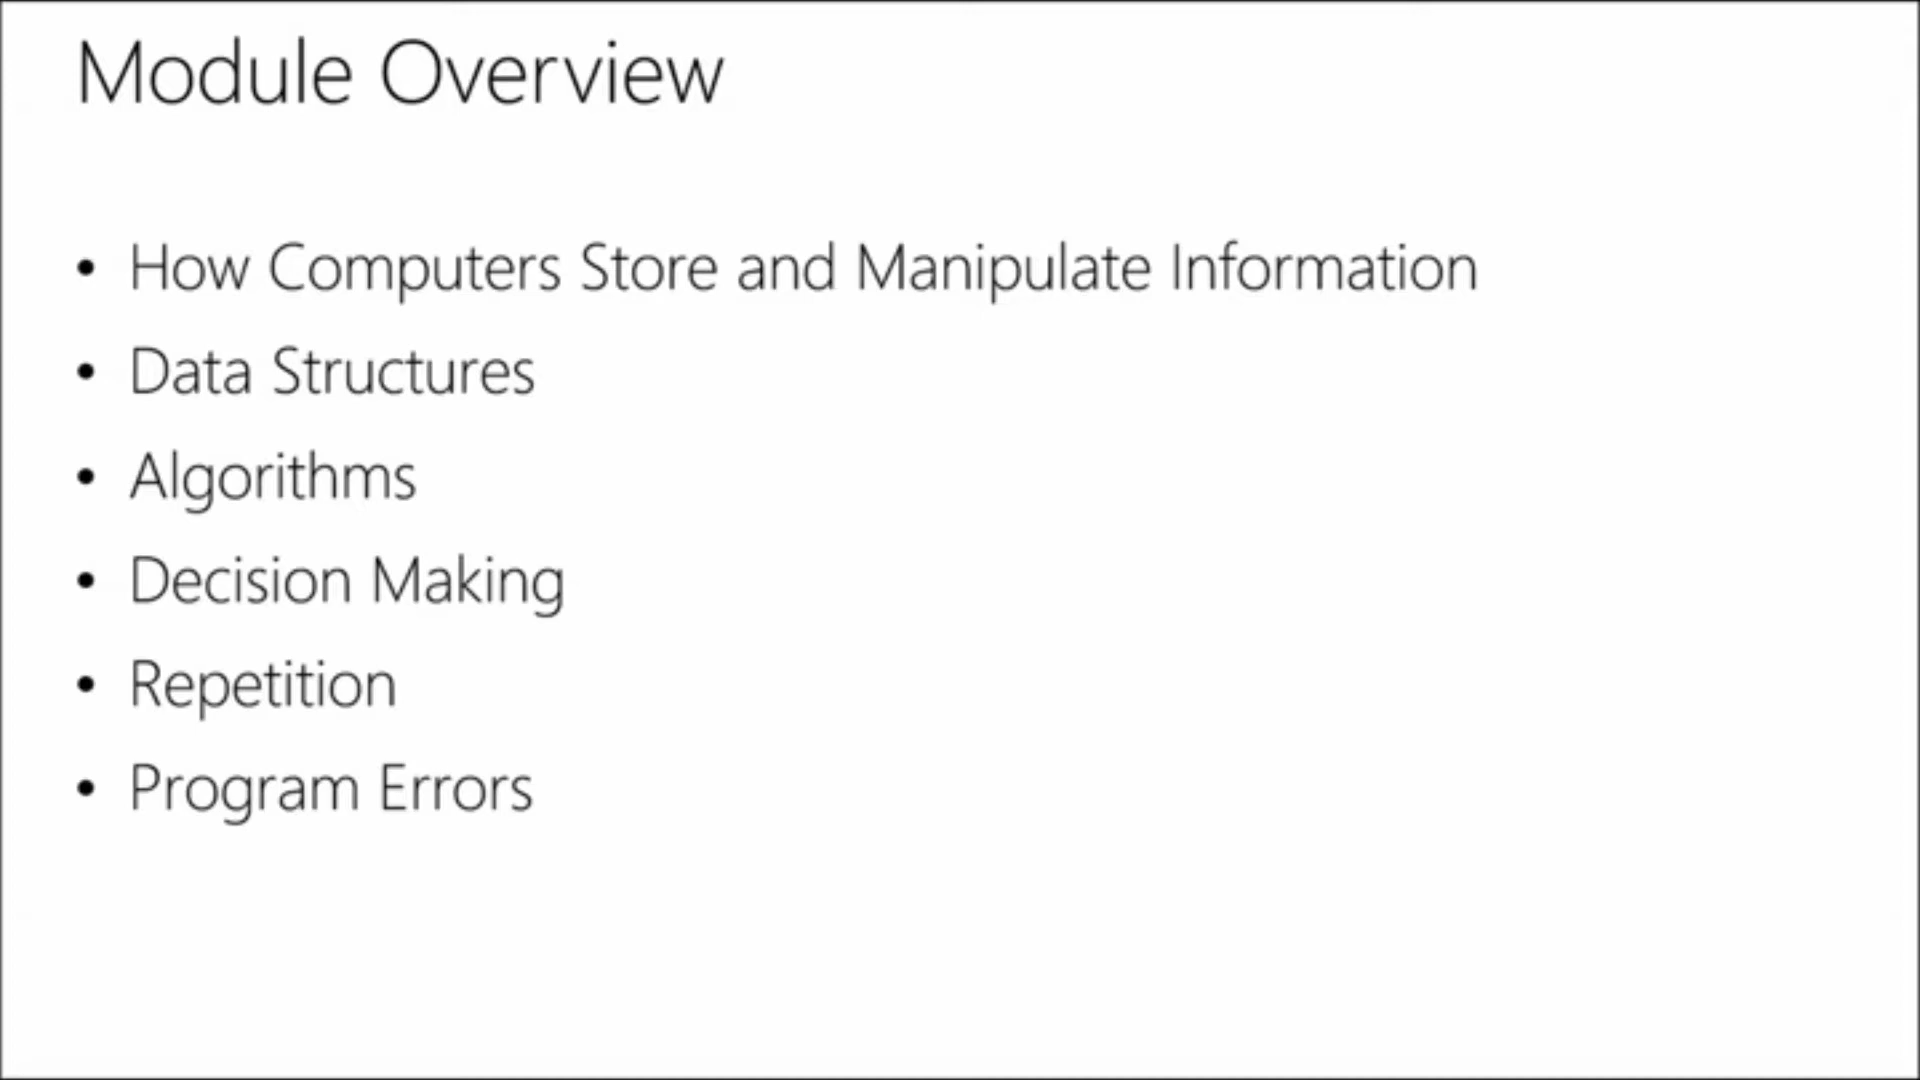 Module Overview
• How Computers Store and Manipulate Information
• Data Structures
• Algorithms
• Decision Making
• Repetition
• Program Errors